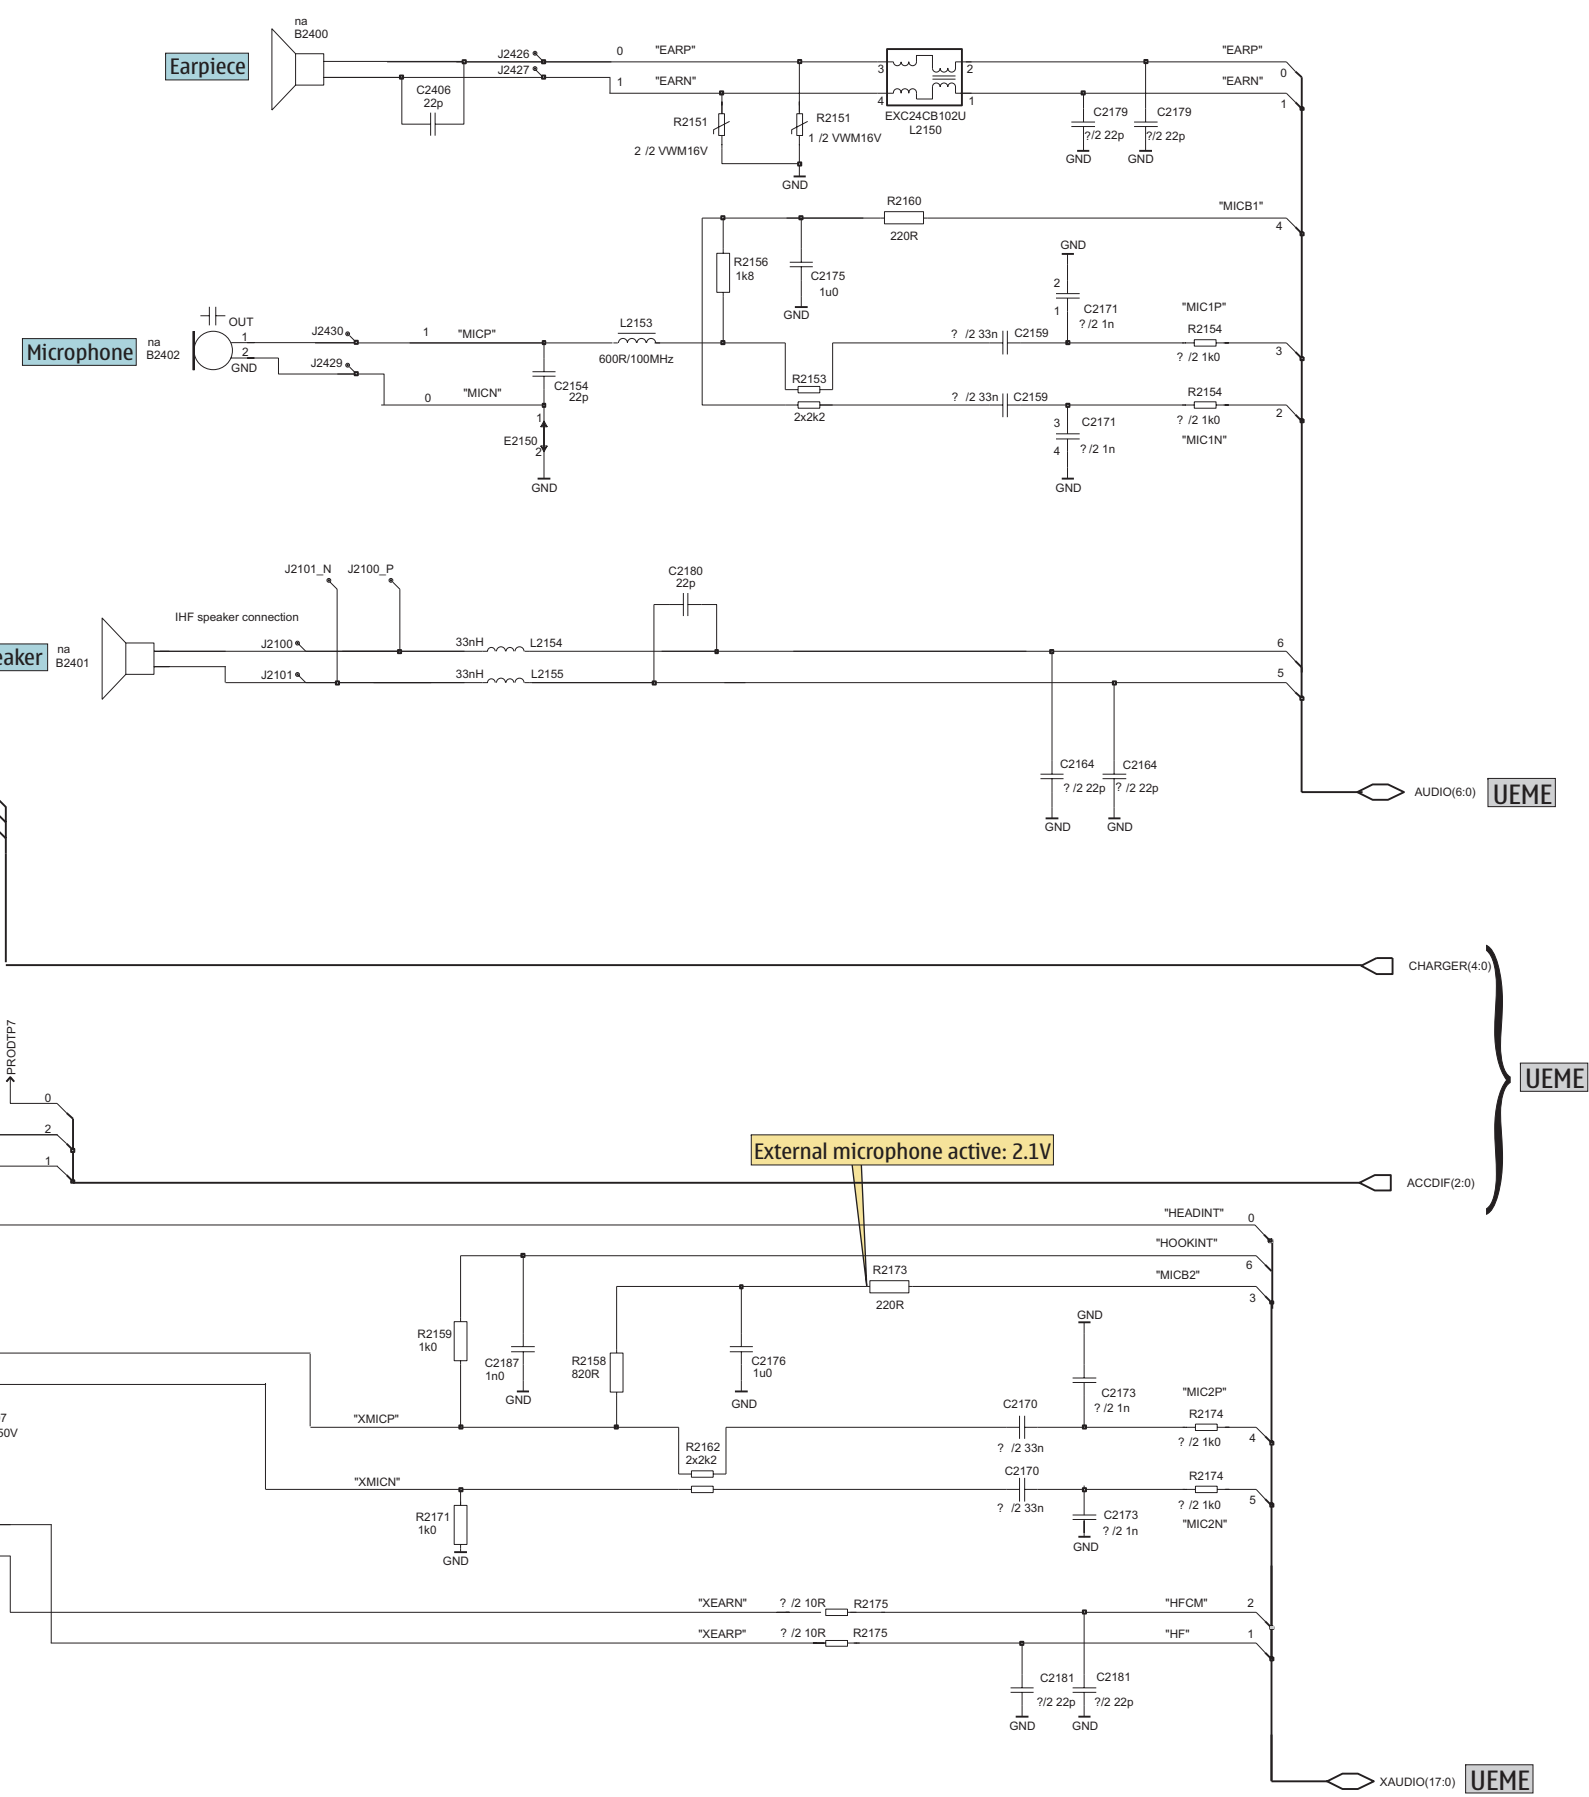 na
B2400
Earpiece
J2426
J2427
C2406
22p
0 "EARP"
1 "EARN"
R2151
2 /2 VWM16V
R2151
1 /2 VWM16V
GND
3 2
4 1
EXC24CB102U
L2150
"EARP"
0
"EARN"
1
C2179
?/2 22p
GND
C2179
?/2 22p
GND
R2160
220R
"MICB1"
4
R2156
1k8
C2175
1u0
GND
GND
2
1
C2171
? /2 1n
"MIC1P"
R2154
? /2 1k0
3
Microphone
na
B2402
OUT
1
2
GND
J2430
J2429
1 "MICP"
0 "MICN"
C2154
22p
L2153
600R/100MHz
1
E2150
2
GND
R2153
2x2k2
? /2 33n C2159
? /2 33n C2159
3
4
C2171
? /2 1n
GND
R2154
? /2 1k0
"MIC1N"
2
J2101_N J2100_P
IHF speaker connection
eaker
na
B2401
J2100
J2101
33nH L2154
33nH L2155
C2180
22p
6
5
C2164
? /2 22p
GND
C2164
? /2 22p
GND
AUDIO(6:0) UEME
CHARGER(4:0)
UEME
PRODTP7
0
2
1
External microphone active: 2.1V
ACCDIF(2:0)
"HEADINT" 0
"HOOKINT"
6
R2173
220R
"MICB2"
3
R2159
1k0
C2187
1n0
GND
R2158
820R
C2176
1u0
GND
GND
C2173
? /2 1n
"MIC2P"
R2174
? /2 1k0
4
7
50V
"XMICP"
"XMICN"
R2162
2x2k2
C2170
? /2 33n
C2170
? /2 33n
R2171
1k0
GND
C2173
? /2 1n
GND
R2174
? /2 1k0
"MIC2N"
5
"XEARN" ? /2 10R R2175 "HFCM" 2
"XEARP" ? /2 10R R2175 "HF" 1
C2181
?/2 22p
GND
C2181
?/2 22p
GND
XAUDIO(17:0) UEME